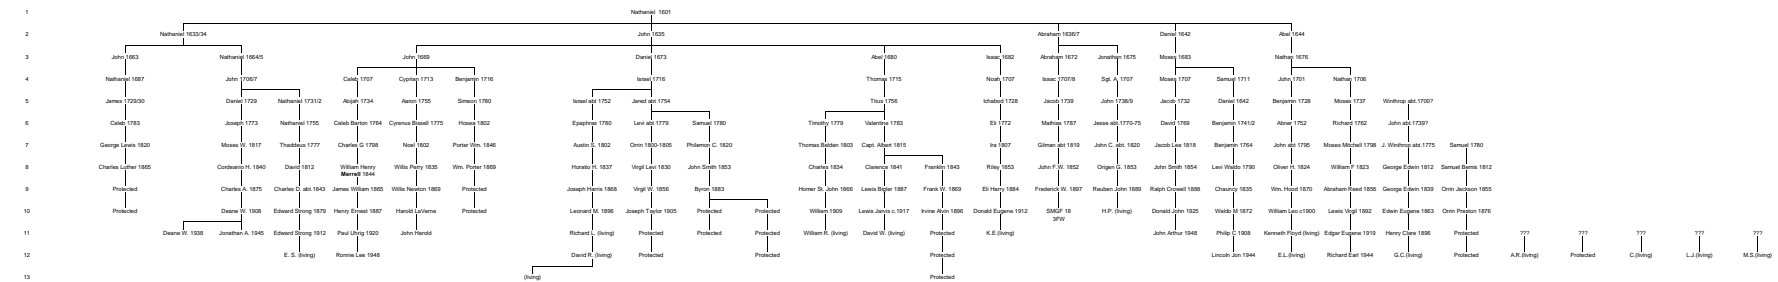 1 Nathaniel 1601
2 Nathaniel 1633/34 John 1635 Abraham 1636/7 Daniel 1642 Abel 1644
3 John 1663 Nathaniel 1664/5 John 1669 Daniel 1673 Abel 1680 Isaac 1682 Abraham 1672 Jonathan 1675 Moses 1683 Nathan 1676
4 Nathaniel 1687 John 1706/7 Caleb 1707 Cyprian 1713 Benjamin 1716 Israel 1716 Thomas 1715 Noah 1707 Isaac 1707/8 Sgt. A. 1707 Moses 1707 Samuel 1711 John 1701 Nathan 1706
5 James 1729/30 Daniel 1729 Nathaniel 1731/2 Abijah 1734 Aaron 1755 Simeon 1780 Israel abt 1752 Jared abt 1754 Titus 1756 Ichabod 1728 Jacob 1739 John 1738/9 Jacob 1732 Daniel 1642 Benjamin 1728 Moses 1737 Winthrop abt.1700?
6 Caleb 1783 Joseph 1773 Nathaniel 1755 Caleb Barton 1764 Cyrenus Bissell 1775 Hosea 1802 Epaphras 1780 Levi abt 1779 Samuel 1780 Timothy 1779 Valentine 1783 Eli 1772 Mathias 1787 Jesse abt.1770-75 David 1769 Benjamin 1741/2 Abner 1752 Richard 1762 John abt.1739?
7 George Lewis 1820 Moses W. 1817 Thaddeus 1777 Charles G 1798 Noel 1802 Porter Wm. 1846 Austin S. 1802 Orrin 1800-1805 Philemon C. 1820 Thomas Belden 1803 Capt. Albert 1815 Ira 1807 Gilman abt 1819 John C. abt. 1820 Jacob Lee 1818 Benjamin 1764 John abt 1795 Moses Mitchell 1798 J. Winthrop abt.1775 Samuel 1780
8 Charles Luther 1865 Cordeanio H. 1840 David 1812 William Henry Willis Perry 1835 Wm. Porter 1869 Horatio H. 1837 Virgil Levi 1830 John Smith 1853 Charles 1834 Clarence 1841 Franklin 1843 Riley 1853 John F.W. 1852 Origen G. 1853 John Smith 1854 Levi Waldo 1790 Oliver H. 1824 William F 1823 George Edwin 1812 Samuel Bemis 1812
Merrell 1844
9 Protected Charles A. 1875 Charles D. abt.1843 James William 1865 Willis Newton 1869 Protected Joseph Harris 1868 Virgil W. 1856 Byron 1883 Homer St. John 1866 Lewis Bigler 1887 Frank W. 1869 Eli Harry 1884 Frederick W. 1897 Reuben John 1889 Ralph Crowell 1888 Chauncy 1835 Wm. Hood 1870 Abraham Reed 1856 George Edwin 1839 Orrin Jackson 1855
10 Protected Deane W. 1908 Edward Strong 1879 Henry Ernest 1887 Harold LaVerne Protected Leonard M. 1896 Joseph Taylor 1905 Protected Protected William 1909 Lewis Jarvis c.1917 Irvine Alvin 1896 Donald Eugene 1912 SMGF 18 H.P. (living) Donald John 1925 Waldo M 1872 William Leo c1900 Lewis Virgil 1892 Edwin Eugene 1863 Orrin Preston 1876
3FW
11 Deane W. 1938 Jonathan A. 1945 Edward Strong 1912 Paul Uhrig 1920 John Harold Richard L. (living) Protected Protected Protected William R. (living) David W. (living) Protected K.E.(living) John Arthur 1948 Philip C 1908 Kenneth Floyd (living) Edgar Eugene 1919 Henry Clare 1896 Protected ??? ??? ??? ??? ???
12 E. S. (living) Ronnie Lee 1948 David R. (living) Protected Protected Protected Lincoln Jon 1944 E.L.(living) Richard Earl 1944 G.C.(living) Protected A.R.(living) Protected C.(living) L.J.(living) M.S.(living)
13 (living) Protected